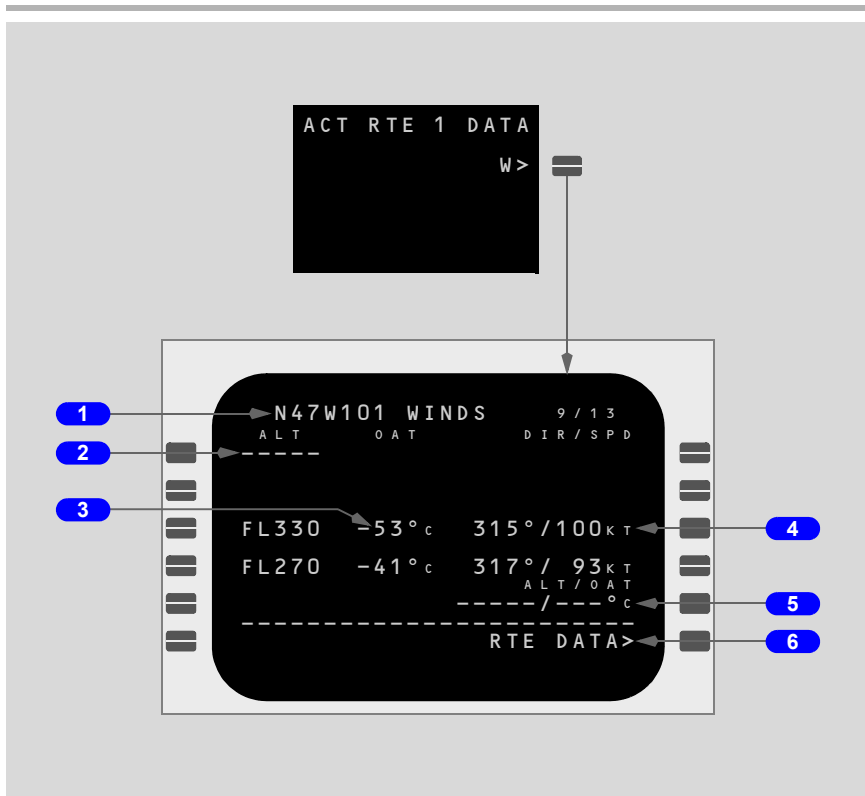 ACT RTE 1 DATA
W>
N47W101 WINDS 9/13
ALT OAT DIR/SPD
-----
FL330 -53°C 315°/100KT
FL270 -41°C 317°/ 93KT
ALT/OAT
-----/---°C
------------------------
RTE DATA>
1
2
3
4
5
6